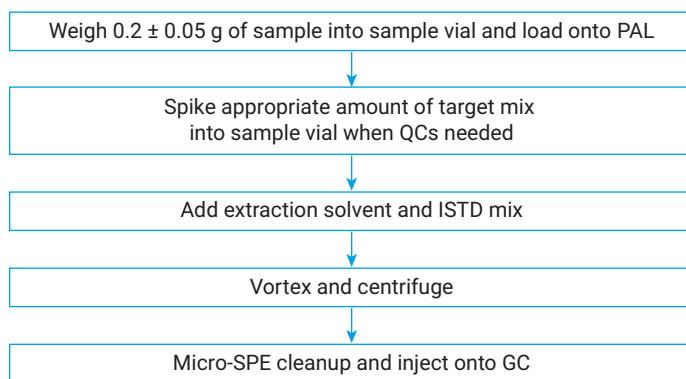 Weigh 0.2 ± 0.05 g of sample into sample vial and load onto PAL
Spike appropriate amount of target mix
into sample vial when QCs needed
Add extraction solvent and ISTD mix
Vortex and centrifuge
Micro-SPE cleanup and inject onto GC